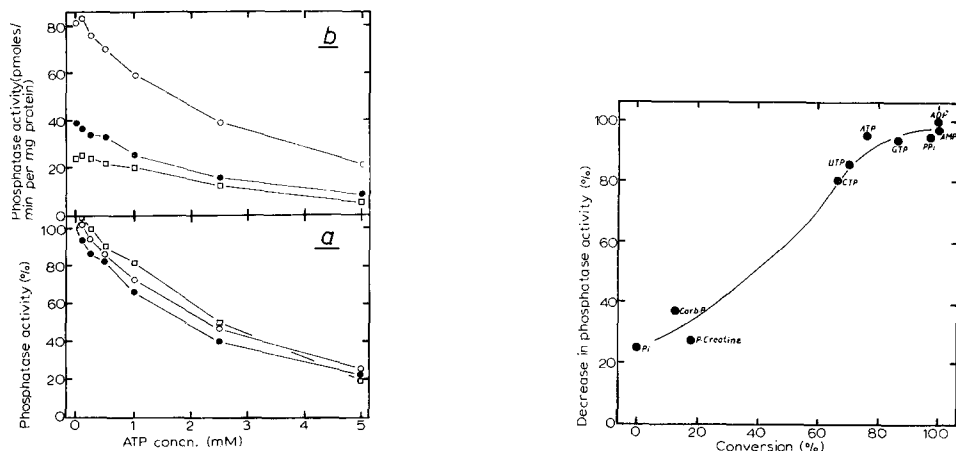 b
Phosphatase activity(pmoles/
min per mg protein)
80
60
40
20
0
a
Phosphatase activity (%)
100
80
60
40
20
0
0
1
2
3
4
5
ATP concn. (mM)
Decrease in phosphatase activity (%)
100
80
60
40
20
0
ADP
ATP
AMP
GTP
PPi
UTP
CTP
Carb P
P-Creatine
Pi
0
20
40
60
80
100
Conversion (%)